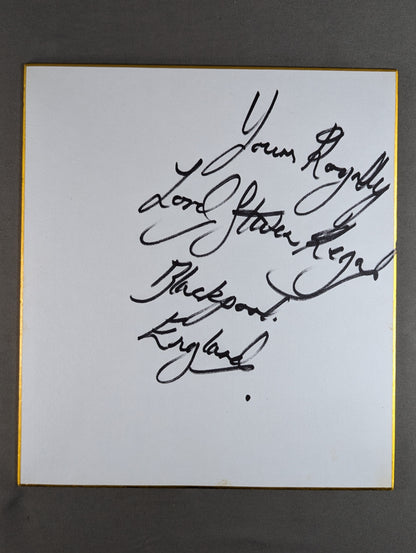 Yours Royally
Lord Steven Regal
Blackpool.
England.